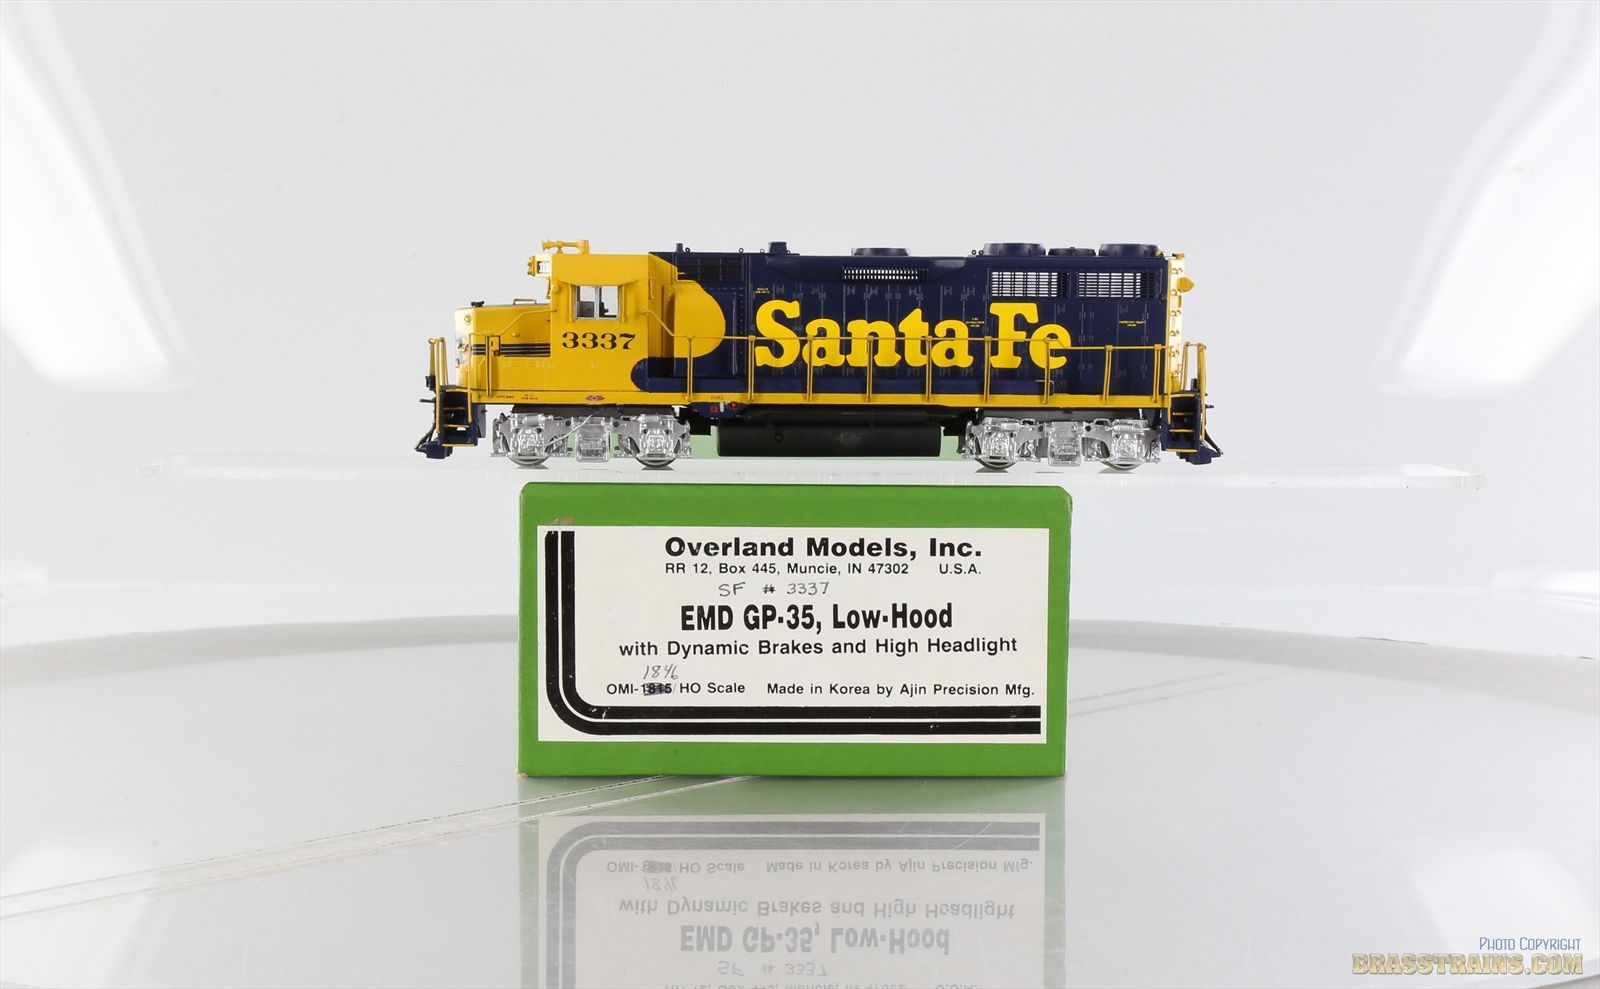 3337
Santa Fe
FUEL
Overland Models, Inc.
RR 12, Box 445, Muncie, IN 47302 U.S.A.
SF # 3337
EMD GP-35, Low-Hood
with Dynamic Brakes and High Headlight
1846
OMI-1845/HO Scale Made in Korea by Ajin Precision Mfg.
PHOTO COPYRIGHT
BRASSTRAINS.COM